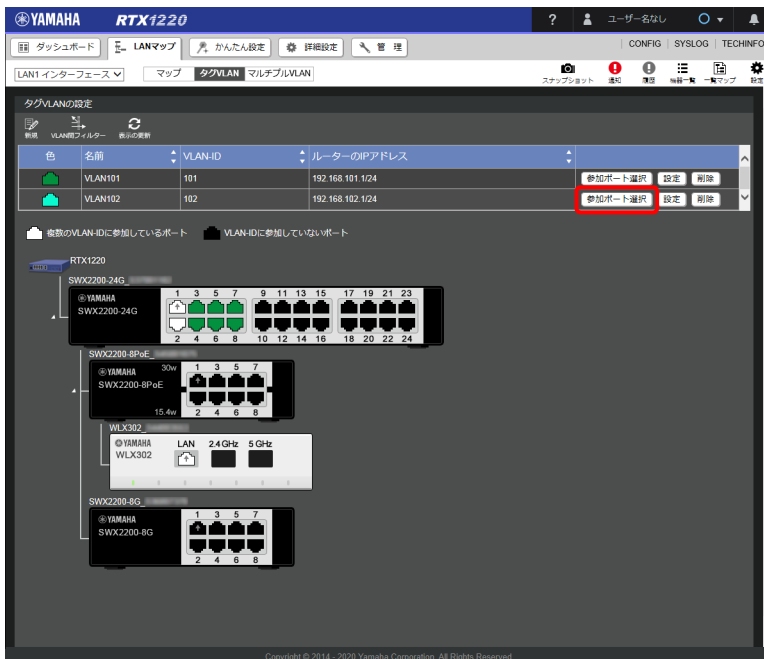 YAMAHA RTX1220 ? ユーザー名なし
ダッシュボード LANマップ かんたん設定 詳細設定 管 理 CONFIG SYSLOG TECHINFO
LAN1 インターフェース マップ タグVLAN マルチプルVLAN スナップショット 通知 履歴 機器一覧 一覧マップ 設定
タグVLANの設定
新規 VLAN間フィルター 表示の更新
色 名前 VLAN-ID ルーターのIPアドレス
VLAN101 101 192.168.101.1/24 参加ポート選択 設定 削除
VLAN102 102 192.168.102.1/24 参加ポート選択 設定 削除
複数のVLAN-IDに参加しているポート VLAN-IDに参加していないポート
RTX1220
SWX2200-24G_
YAMAHA
SWX2200-24G
1 3 5 7 9 11 13 15 17 19 21 23
2 4 6 8 10 12 14 16 18 20 22 24
SWX2200-8PoE_
YAMAHA 30w 1 3 5 7
SWX2200-8PoE
15.4w 2 4 6 8
WLX302_
YAMAHA LAN 2.4 GHz 5 GHz
WLX302
SWX2200-8G_
YAMAHA 1 3 5 7
SWX2200-8G
2 4 6 8
Copyright © 2014 - 2020 Yamaha Corporation. All Rights Reserved.